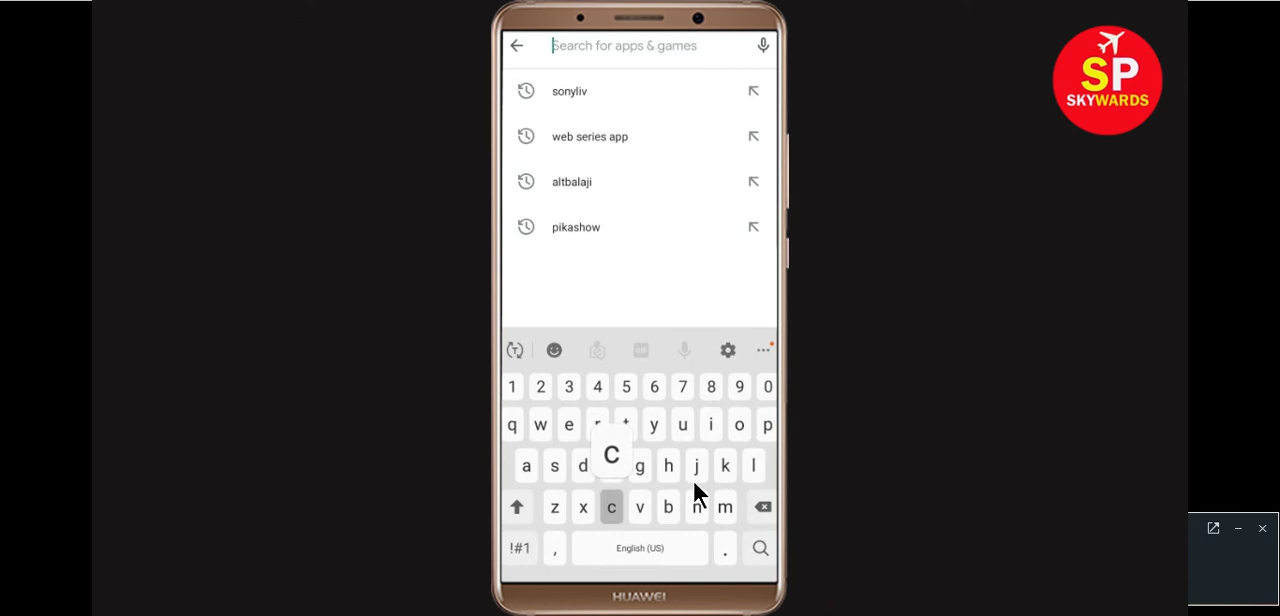 Search for apps & games
SP
SKYWARDS
sonyliv
web series app
altbalaji
pikashow
1 2 3 4 5 6 7 8 9 0
q w e r t y u i o p
C
a s d g h j k l
z x c v b n m
!#1 , English (US) .
HUAWEI